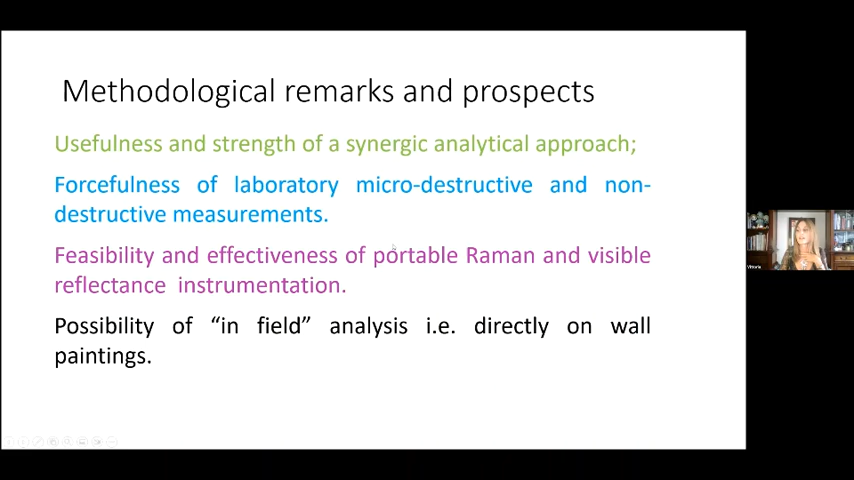 Methodological remarks and prospects
Usefulness and strength of a synergic analytical approach;
Forcefulness of laboratory micro-destructive and non-
destructive measurements.
Feasibility and effectiveness of portable Raman and visible
reflectance instrumentation.
Possibility of “in field” analysis i.e. directly on wall
paintings.